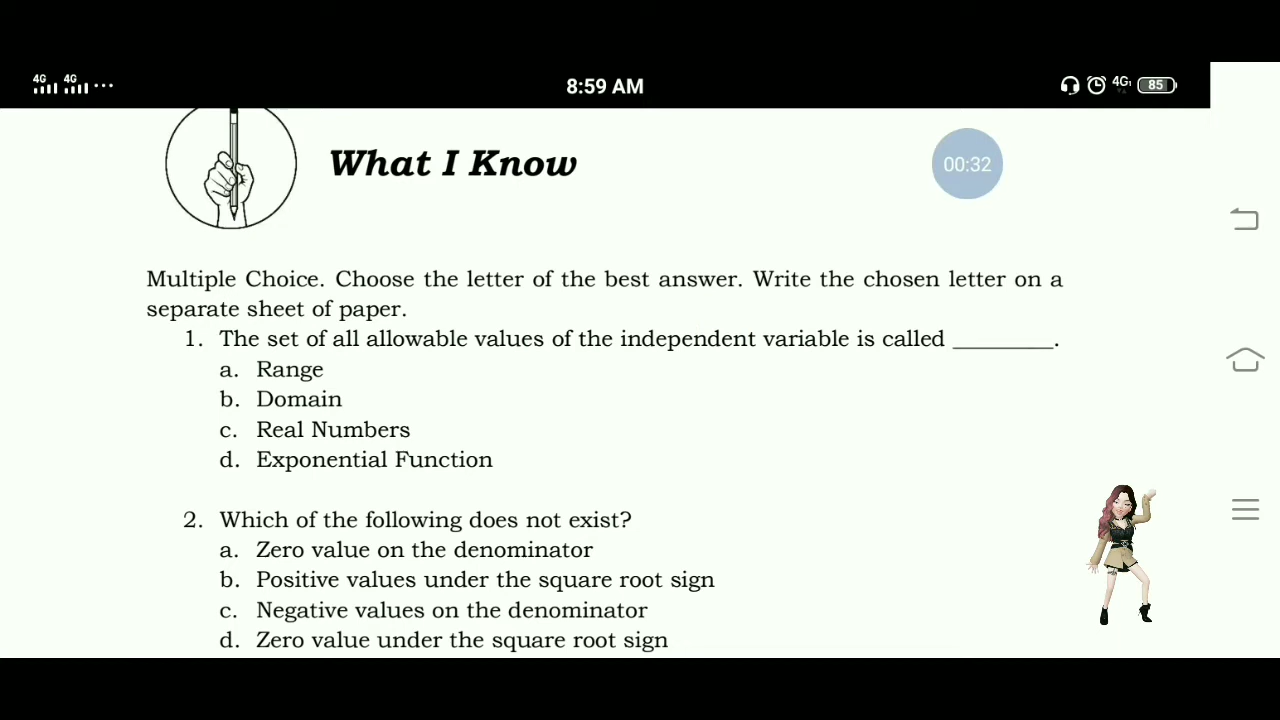 4G 4G ... 8:59 AM 4G 85
What I Know
00:32
Multiple Choice. Choose the letter of the best answer. Write the chosen letter on a
separate sheet of paper.
1. The set of all allowable values of the independent variable is called _________.
a. Range
b. Domain
c. Real Numbers
d. Exponential Function
2. Which of the following does not exist?
a. Zero value on the denominator
b. Positive values under the square root sign
c. Negative values on the denominator
d. Zero value under the square root sign